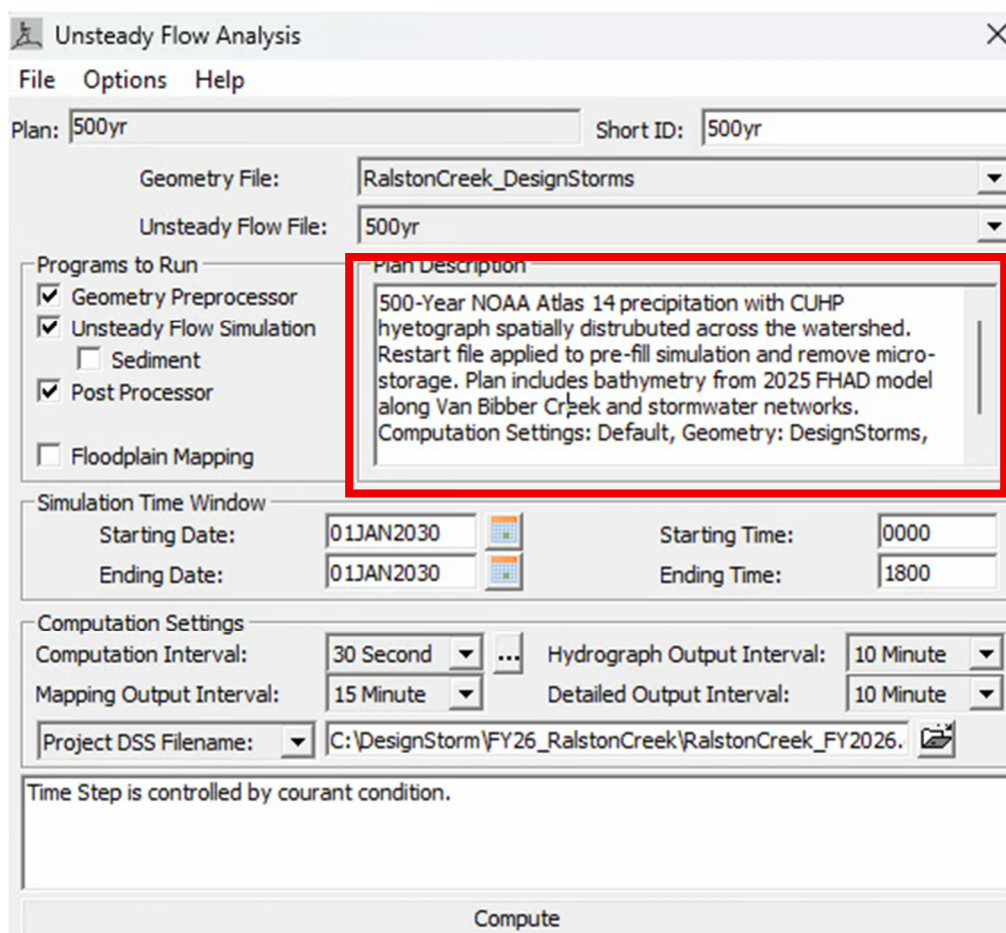 Unsteady Flow Analysis
File Options Help
Plan: 500yr Short ID: 500yr
Geometry File: RalstonCreek_DesignStorms
Unsteady Flow File: 500yr
Programs to Run
Geometry Preprocessor
Unsteady Flow Simulation
Sediment
Post Processor
Floodplain Mapping
Plan Description
500-Year NOAA Atlas 14 precipitation with CUHP
hyetograph spatially distrubuted across the watershed.
Restart file applied to pre-fill simulation and remove micro-
storage. Plan includes bathymetry from 2025 FHAD model
along Van Bibber Creek and stormwater networks.
Computation Settings: Default, Geometry: DesignStorms,
Simulation Time Window
Starting Date: 01JAN2030 Starting Time: 0000
Ending Date: 01JAN2030 Ending Time: 1800
Computation Settings
Computation Interval: 30 Second ... Hydrograph Output Interval: 10 Minute
Mapping Output Interval: 15 Minute Detailed Output Interval: 10 Minute
Project DSS Filename: C:\DesignStorm\FY26_RalstonCreek\RalstonCreek_FY2026.
Time Step is controlled by courant condition.
Compute